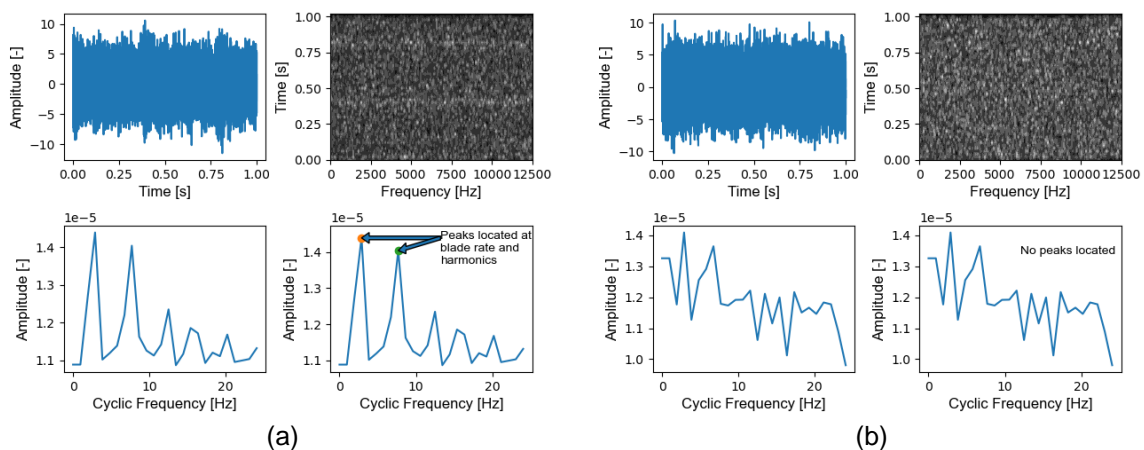 10
5
0
−5
−10
Amplitude [-]
0.00 0.25 0.50 0.75 1.00
Time [s]
1.00
0.75
0.50
0.25
0.00
Time [s]
0 2500 5000 7500 10000 12500
Frequency [Hz]
1e−5
1.4
1.3
1.2
1.1
Amplitude [-]
0 10 20
Cyclic Frequency [Hz]
1e−5
1.4
1.3
1.2
1.1
Amplitude [-]
Peaks located at
blade rate and
harmonics
0 10 20
Cyclic Frequency [Hz]
(a)
10
5
0
−5
−10
Amplitude [-]
0.00 0.25 0.50 0.75 1.00
Time [s]
1.00
0.75
0.50
0.25
0.00
Time [s]
0 2500 5000 7500 10000 12500
Frequency [Hz]
1e−5
1.4
1.3
1.2
1.1
1.0
Amplitude [-]
0 10 20
Cyclic Frequency [Hz]
1e−5
1.4
1.3
1.2
1.1
1.0
Amplitude [-]
No peaks located
0 10 20
Cyclic Frequency [Hz]
(b)